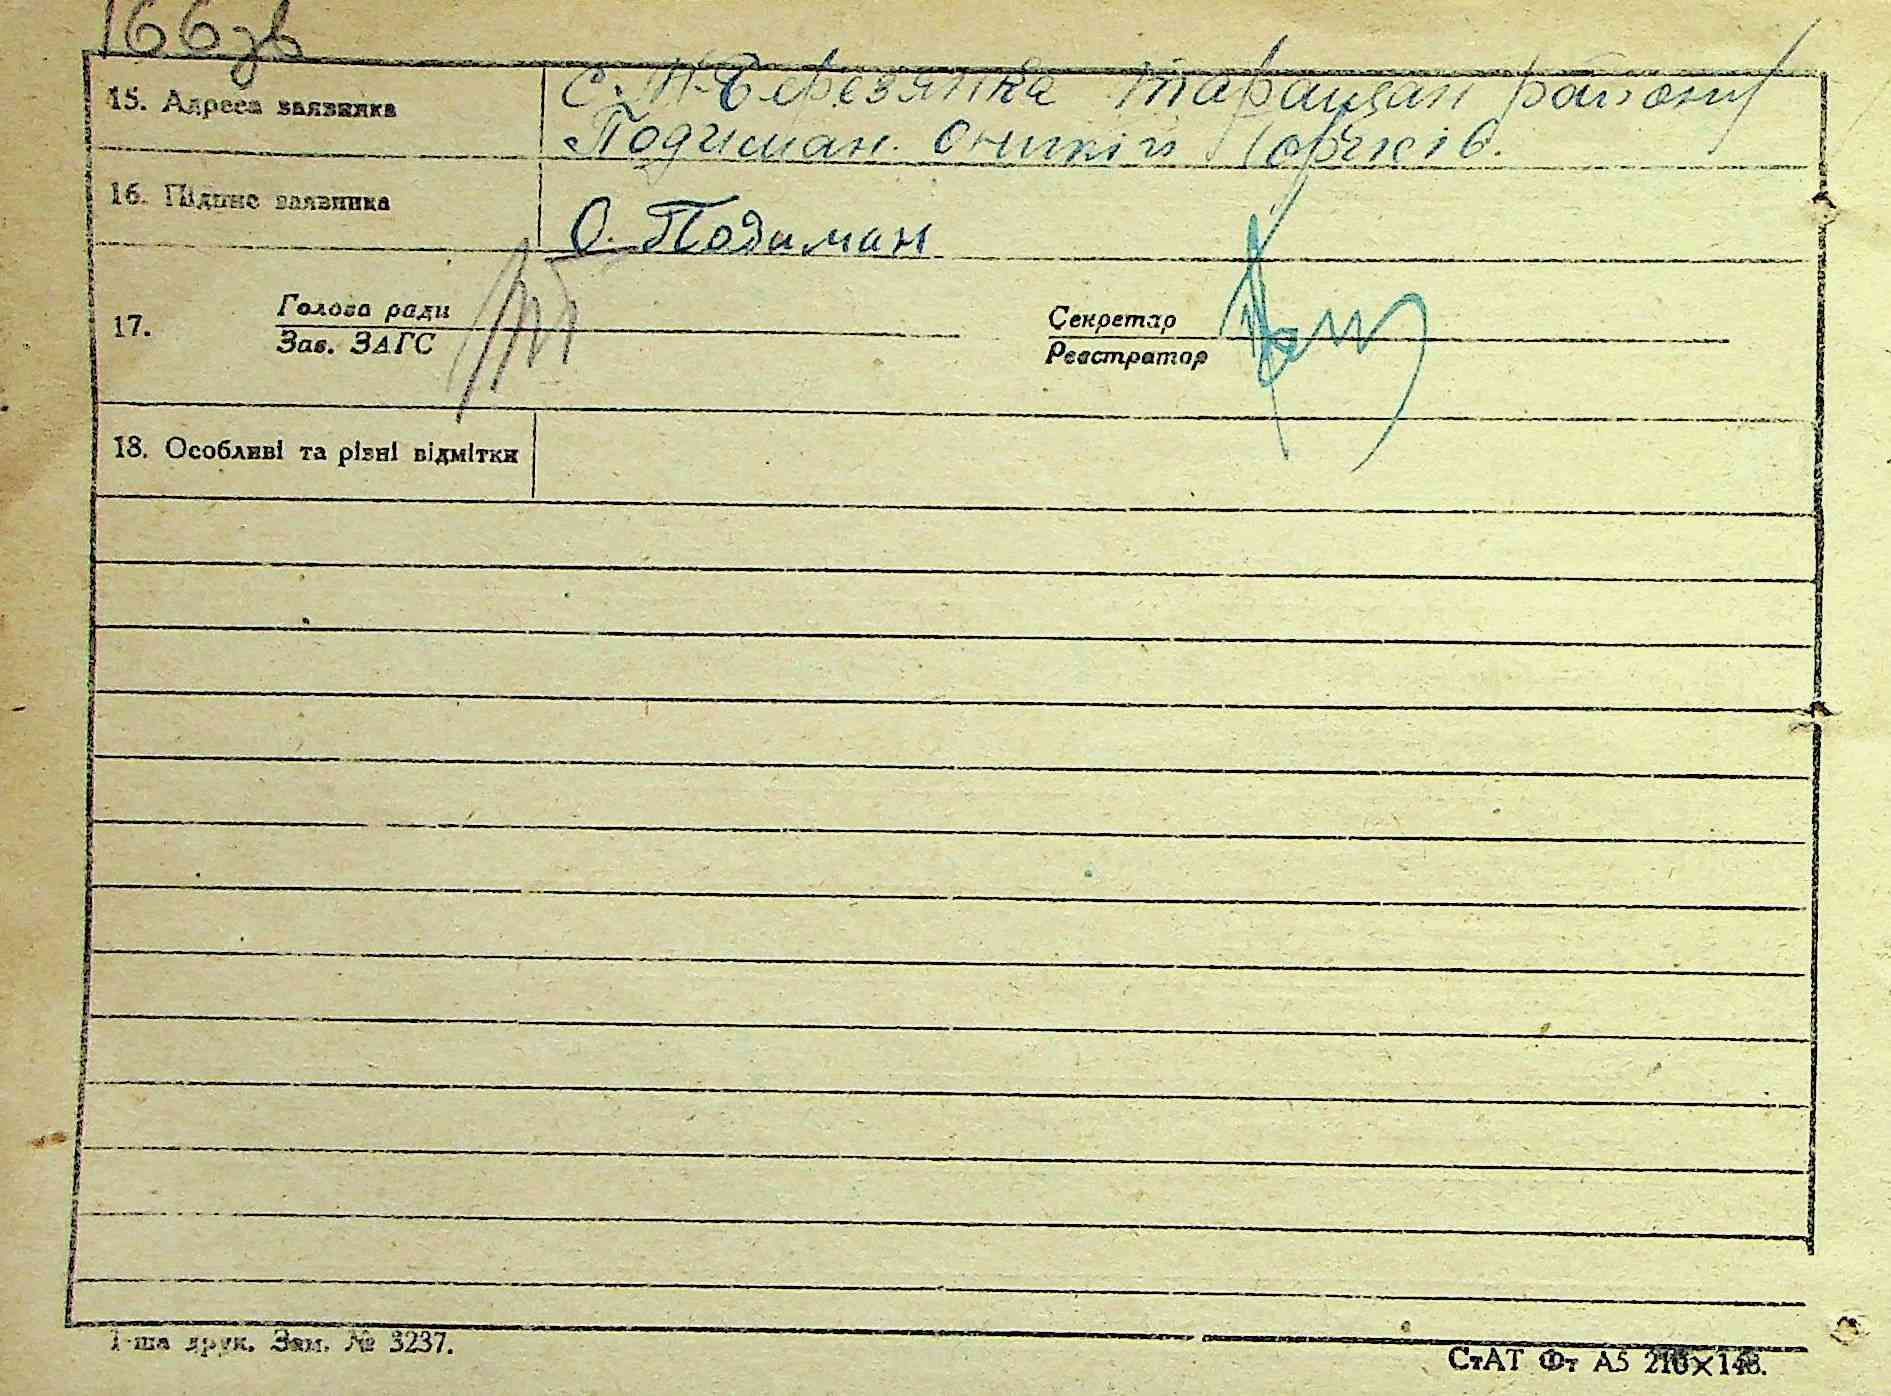 166зв
15. Адреса заявника
с. Н-Березянка Таращан району
Подиман. Оникій
16. Підпис заявника
О. Подиман
17.
Голова ради
Зав. ЗАГС
Секретар
Реєстратор
18. Особливі та різні відмітки
1-ша друк. Зам. № 3237.
СтАТ Фт А5 210×148.